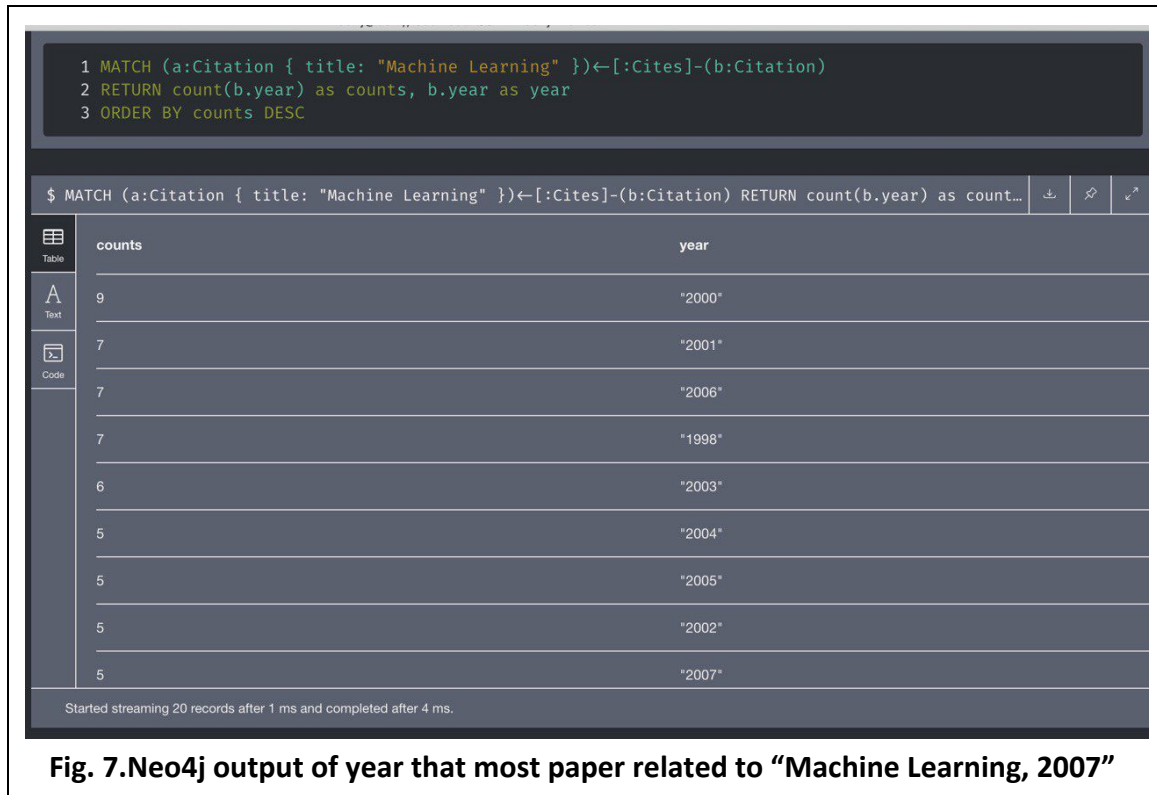 1 MATCH (a:Citation { title: "Machine Learning" })←[:Cites]-(b:Citation)
2 RETURN count(b.year) as counts, b.year as year
3 ORDER BY counts DESC
$ MATCH (a:Citation { title: "Machine Learning" })←[:Cites]-(b:Citation) RETURN count(b.year) as count…
Table
counts year
A
Text
9 "2000"
7 "2001"
Code
7 "2006"
7 "1998"
6 "2003"
5 "2004"
5 "2005"
5 "2002"
5 "2007"
Started streaming 20 records after 1 ms and completed after 4 ms.
Fig. 7.Neo4j output of year that most paper related to “Machine Learning, 2007”